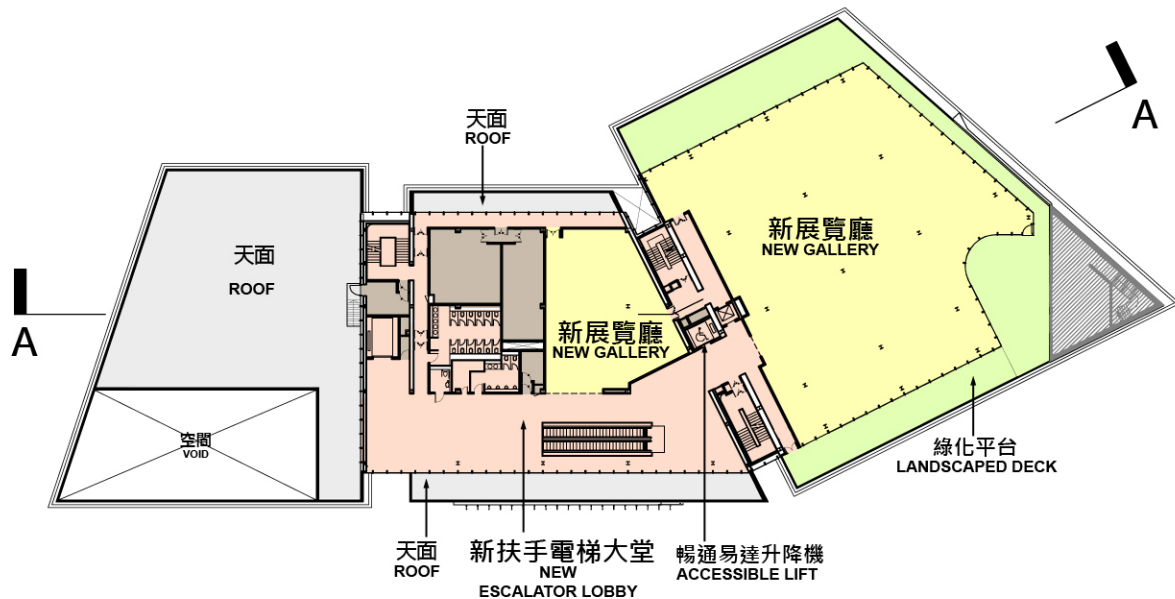 天面
ROOF
A
天面
ROOF
新展覽廳
NEW GALLERY
新展覽廳
NEW GALLERY
A
空間
VOID
綠化平台
LANDSCAPED DECK
天面
ROOF
新扶手電梯大堂
NEW
ESCALATOR LOBBY
暢通易達升降機
ACCESSIBLE LIFT